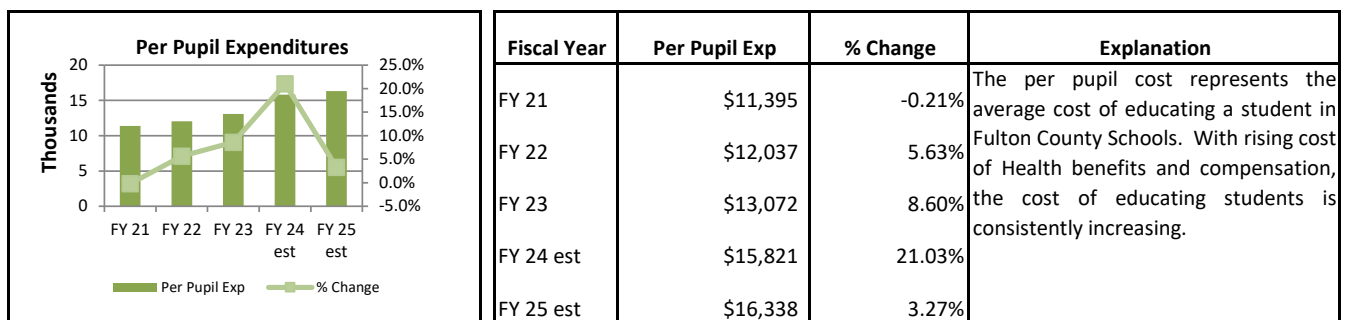 Per Pupil Expenditures
Thousands
20
15
10
5
0
25.0%
20.0%
15.0%
10.0%
5.0%
0.0%
-5.0%
FY 21 FY 22 FY 23 FY 24 est FY 25 est
Per Pupil Exp % Change
Fiscal Year Per Pupil Exp % Change Explanation
FY 21 $11,395 -0.21%
FY 22 $12,037 5.63%
FY 23 $13,072 8.60%
FY 24 est $15,821 21.03%
FY 25 est $16,338 3.27%
The per pupil cost represents the
average cost of educating a student in
Fulton County Schools. With rising cost
of Health benefits and compensation,
the cost of educating students is
consistently increasing.